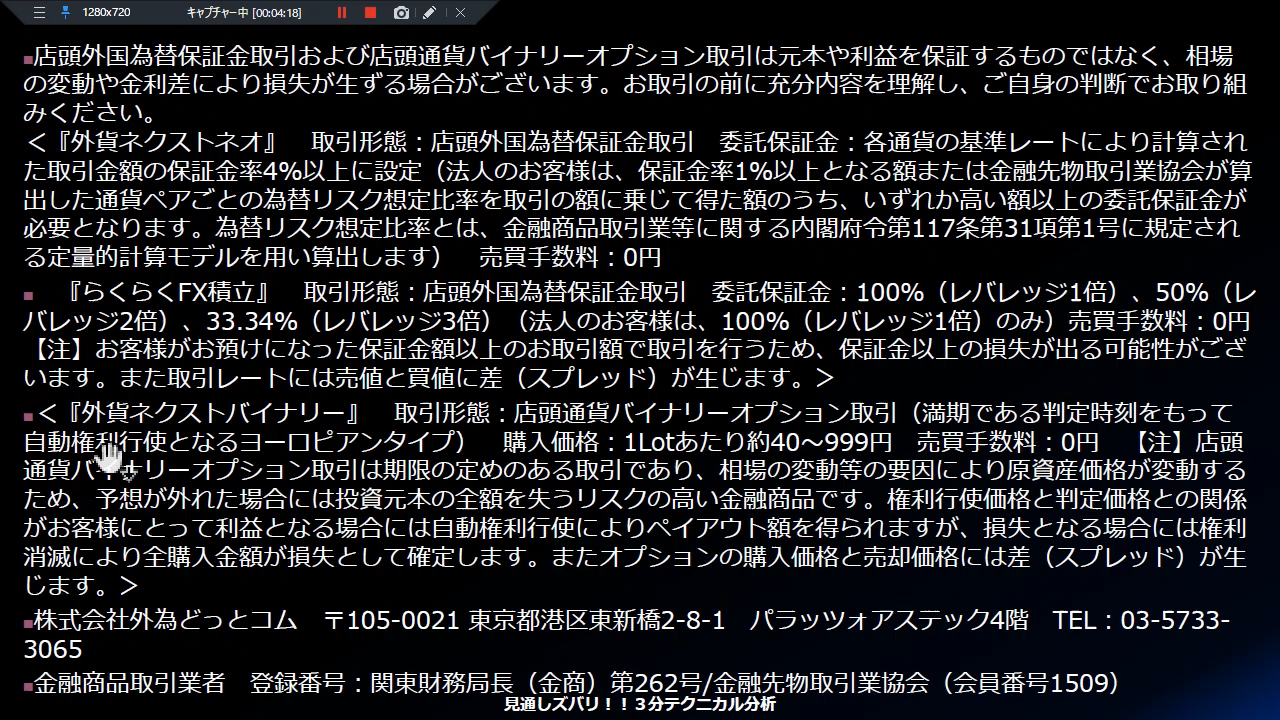 1280x720 キャプチャー中 [00:04:18]
■店頭外国為替保証金取引および店頭通貨バイナリーオプション取引は元本や利益を保証するものではなく、相場
の変動や金利差により損失が生ずる場合がございます。お取引の前に充分内容を理解し、ご自身の判断でお取り組
みください。
＜『外貨ネクストネオ』　取引形態：店頭外国為替保証金取引　委託保証金：各通貨の基準レートにより計算され
た取引金額の保証金率4%以上に設定（法人のお客様は、保証金率1%以上となる額または金融先物取引業協会が算
出した通貨ペアごとの為替リスク想定比率を取引の額に乗じて得た額のうち、いずれか高い額以上の委託保証金が
必要となります。為替リスク想定比率とは、金融商品取引業等に関する内閣府令第117条第31項第1号に規定され
る定量的計算モデルを用い算出します）　売買手数料：0円
■　『らくらくFX積立』　取引形態：店頭外国為替保証金取引　委託保証金：100%（レバレッジ1倍）、50%（レ
バレッジ2倍）、33.34%（レバレッジ3倍）（法人のお客様は、100%（レバレッジ1倍）のみ）売買手数料：0円
【注】お客様がお預けになった保証金額以上のお取引額で取引を行うため、保証金以上の損失が出る可能性がござ
います。また取引レートには売値と買値に差（スプレッド）が生じます。＞
■＜『外貨ネクストバイナリー』　取引形態：店頭通貨バイナリーオプション取引（満期である判定時刻をもって
自動権利行使となるヨーロピアンタイプ）　購入価格：1Lotあたり約40～999円　売買手数料：0円　【注】店頭
通貨バイナリーオプション取引は期限の定めのある取引であり、相場の変動等の要因により原資産価格が変動する
ため、予想が外れた場合には投資元本の全額を失うリスクの高い金融商品です。権利行使価格と判定価格との関係
がお客様にとって利益となる場合には自動権利行使によりペイアウト額を得られますが、損失となる場合には権利
消滅により全購入金額が損失として確定します。またオプションの購入価格と売却価格には差（スプレッド）が生
じます。＞
■株式会社外為どっとコム　〒105-0021 東京都港区東新橋2-8-1　パラッツォアステック4階　TEL：03-5733-
3065
■金融商品取引業者　登録番号：関東財務局長（金商）第262号/金融先物取引業協会（会員番号1509）
見通しズバリ！！３分テクニカル分析